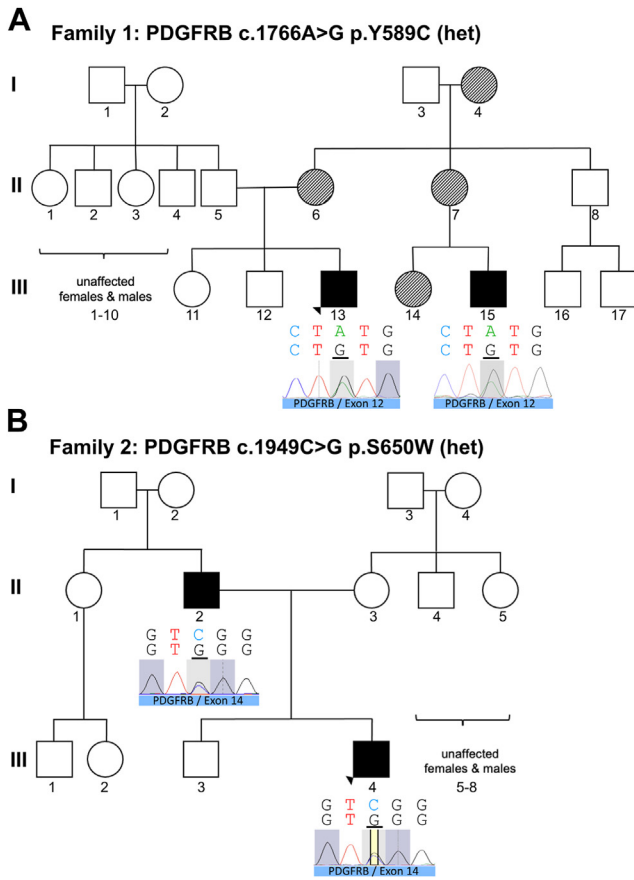 A
Family 1: PDGFRB c.1766A>G p.Y589C (het)
I
1
2
3
4
II
1
2
3
4
5
6
7
8
III
unaffected
females & males
1-10
11
12
13
14
15
16
17
C T A T G
C T G T G
PDGFRB / Exon 12
C T A T G
C T G T G
PDGFRB / Exon 12
B
Family 2: PDGFRB c.1949C>G p.S650W (het)
I
1
2
3
4
II
1
2
3
4
5
G T C G G
G T G G G
PDGFRB / Exon 14
III
1
2
3
4
unaffected
females & males
5-8
G T C G G
G T G G G
PDGFRB / Exon 14